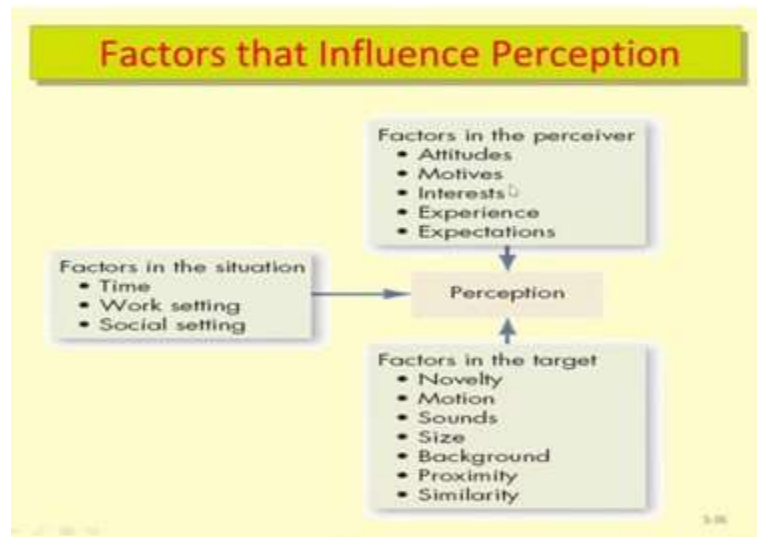 Factors that Influence Perception
Factors in the perceiver
• Attitudes
• Motives
• Interests
• Experience
• Expectations
Factors in the situation
• Time
• Work setting
• Social setting
Perception
Factors in the target
• Novelty
• Motion
• Sounds
• Size
• Background
• Proximity
• Similarity